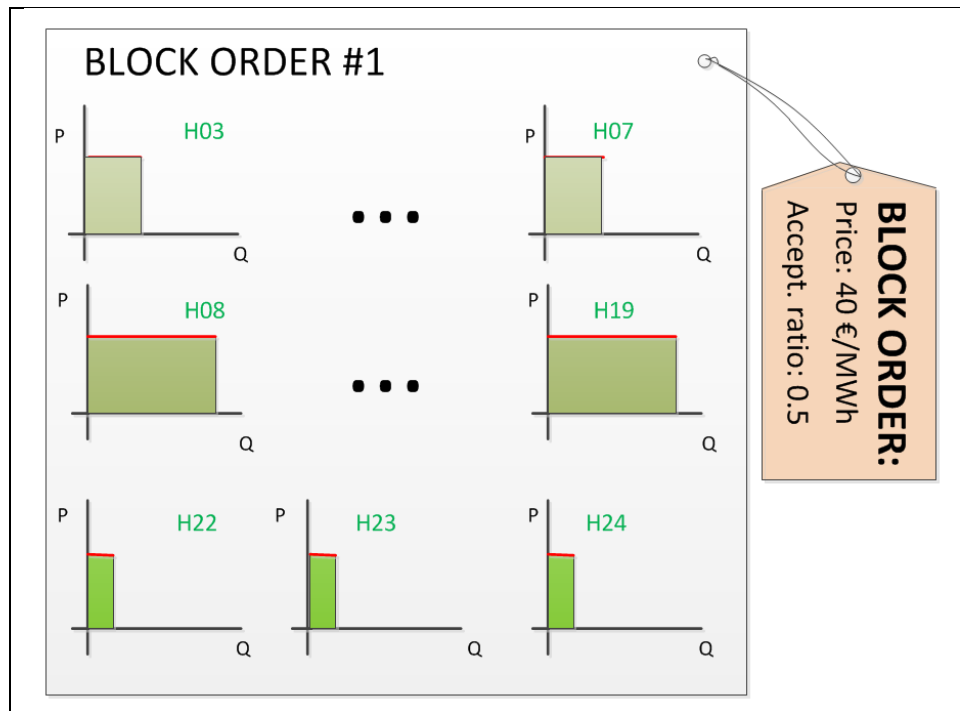 BLOCK ORDER #1
P
H03
Q
P
H07
Q
P
H08
Q
P
H19
Q
P
H22
Q
P
H23
Q
P
H24
Q
BLOCK ORDER:
Price: 40 €/MWh
Accept. ratio: 0.5